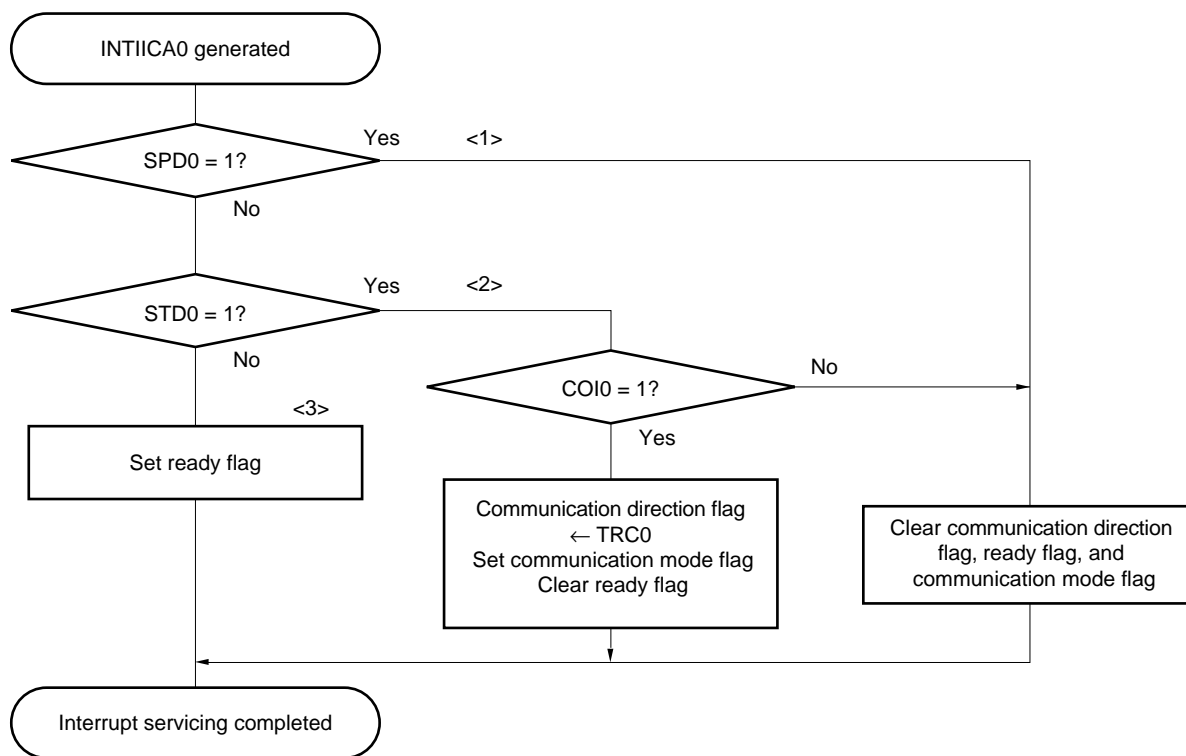 INTIICA0 generated
Yes
<1>
SPD0 = 1?
No
Yes
<2>
STD0 = 1?
No
COI0 = 1?
No
Yes
<3>
Set ready flag
Communication direction flag
← TRC0
Set communication mode flag
Clear ready flag
Clear communication direction
flag, ready flag, and
communication mode flag
Interrupt servicing completed